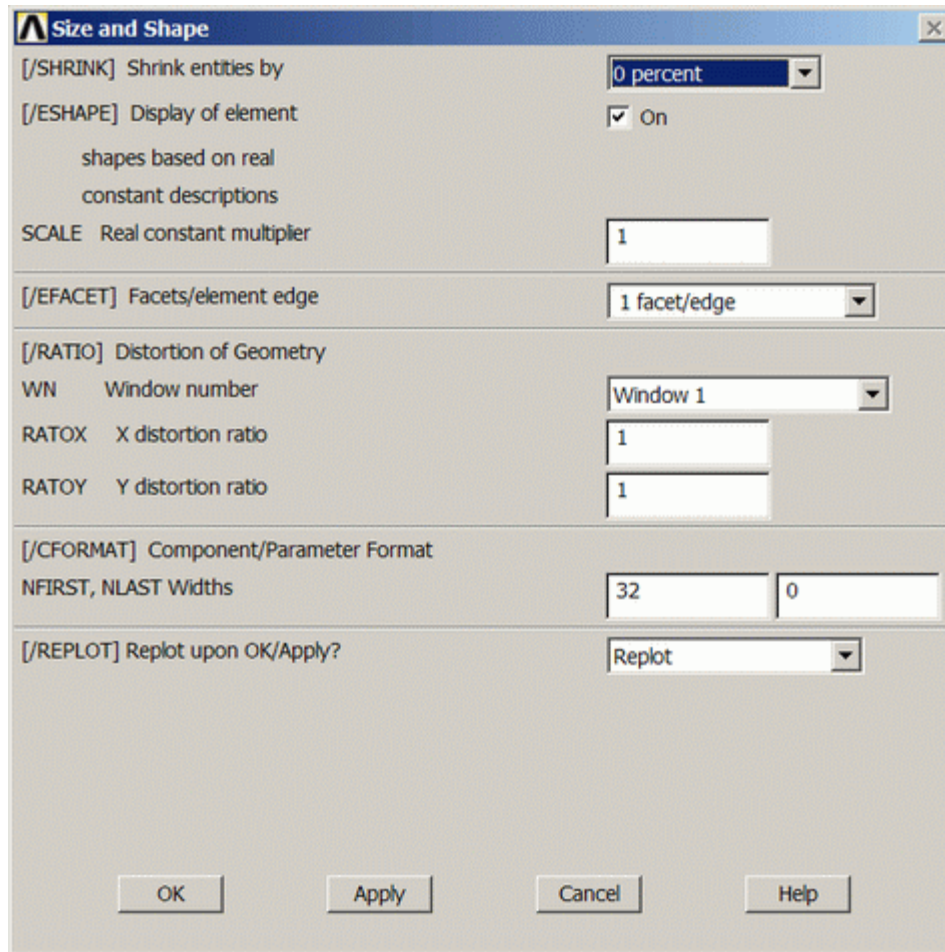 Size and Shape
[/SHRINK] Shrink entities by 0 percent
[/ESHAPE] Display of element On
shapes based on real
constant descriptions
SCALE Real constant multiplier 1
[/EFACET] Facets/element edge 1 facet/edge
[/RATIO] Distortion of Geometry
WN Window number Window 1
RATOX X distortion ratio 1
RATOY Y distortion ratio 1
[/CFORMAT] Component/Parameter Format
NFIRST, NLAST Widths 32 0
[/REPLOT] Replot upon OK/Apply? Replot
OK Apply Cancel Help